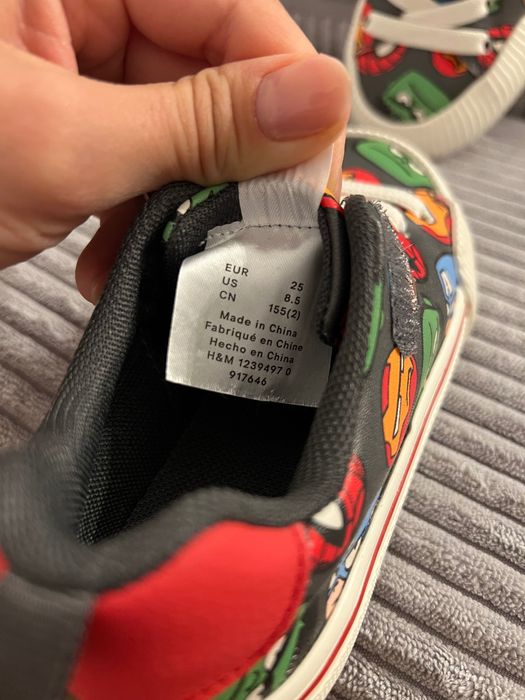 EUR 25
US 8.5
CN 155(2)
Made in China
Fabriqué en Chine
Hecho en China
H&M 1239497 0
917646